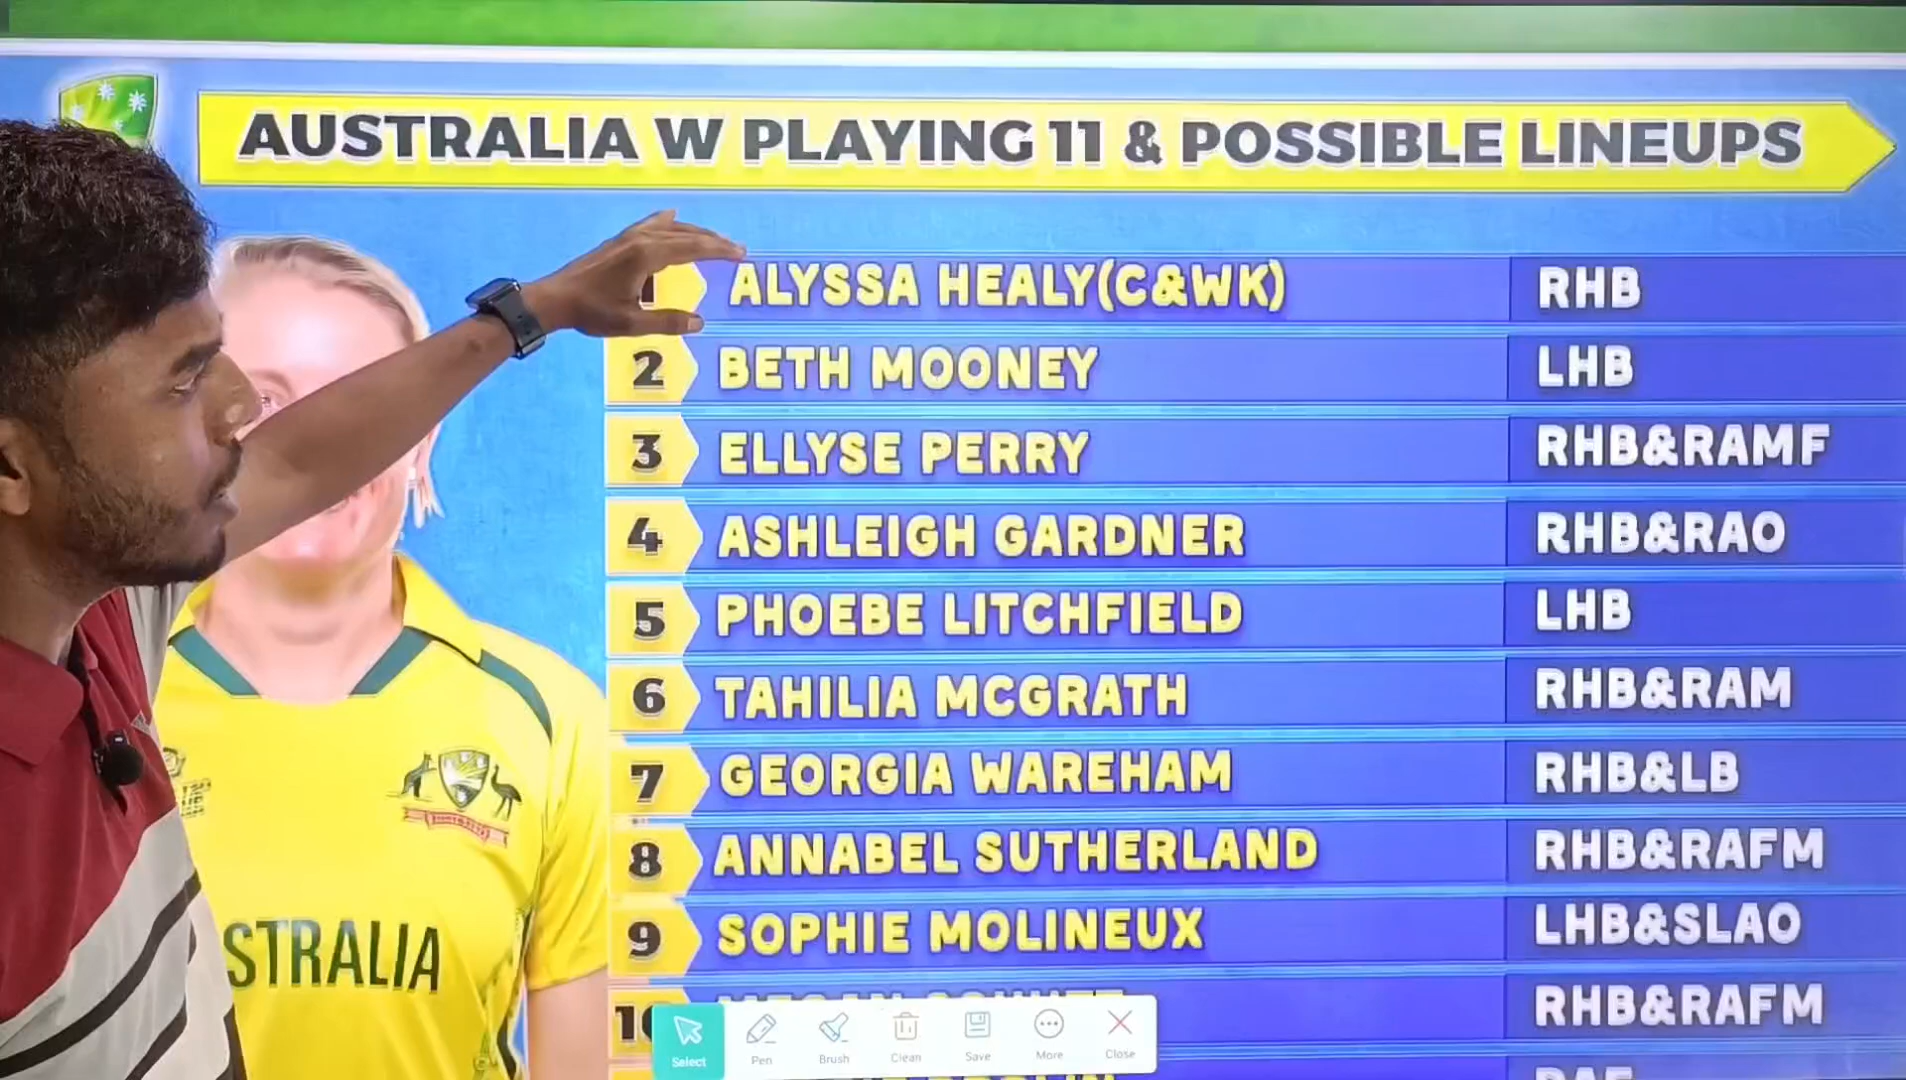 AUSTRALIA W PLAYING 11 & POSSIBLE LINEUPS
1 ALYSSA HEALY(C&WK) RHB
2 BETH MOONEY LHB
3 ELLYSE PERRY RHB&RAMF
4 ASHLEIGH GARDNER RHB&RAO
5 PHOEBE LITCHFIELD LHB
6 TAHILIA MCGRATH RHB&RAM
7 GEORGIA WAREHAM RHB&LB
8 ANNABEL SUTHERLAND RHB&RAFM
9 SOPHIE MOLINEUX LHB&SLAO
RHB&RAFM
STRALIA
Select Pen Brush Clean Save More Close